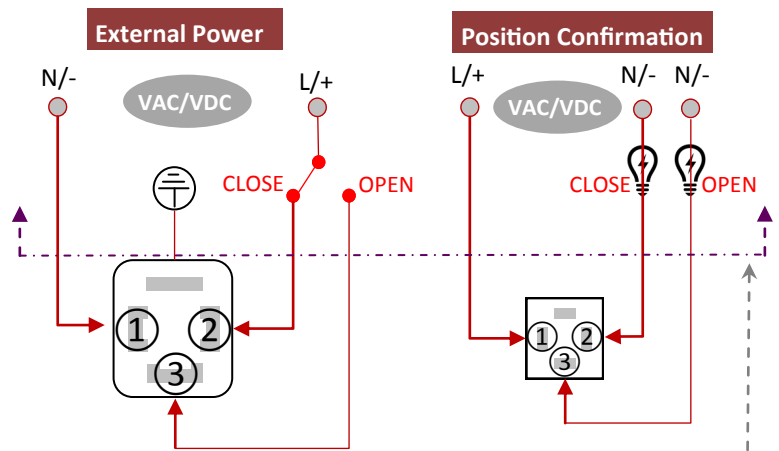 External Power
Position Confirmation
N/-
VAC/VDC
L/+
L/+
VAC/VDC
N/-
N/-
CLOSE
OPEN
CLOSE
OPEN
1
2
3
1
2
3